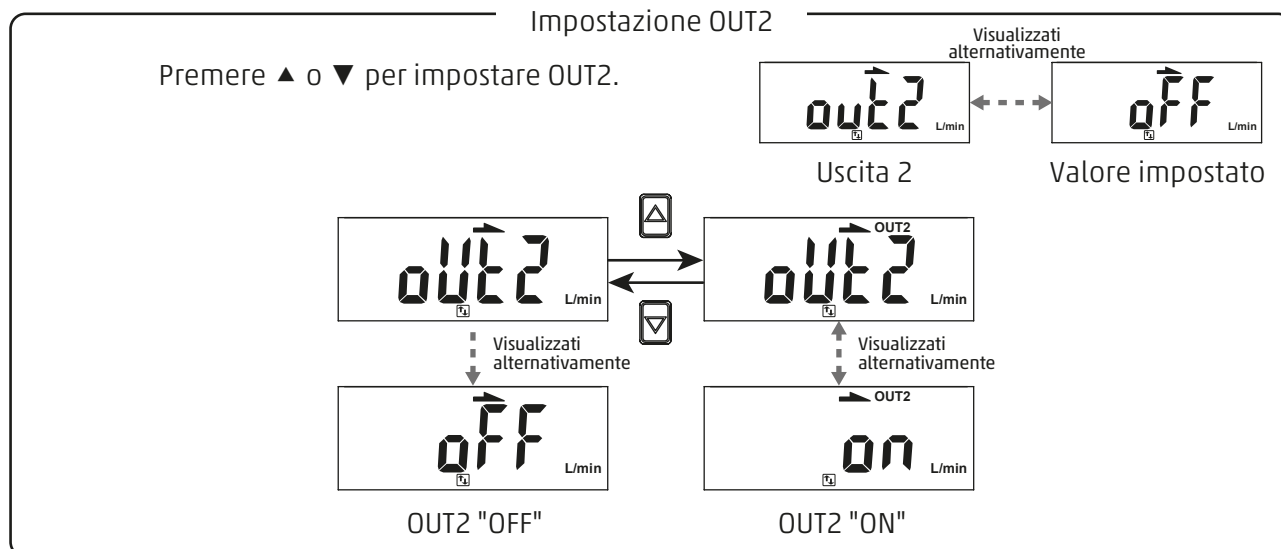 Impostazione OUT2
Premere ▲ o ▼ per impostare OUT2.
Visualizzati
alternativamente
out2 L/min
oFF L/min
Uscita 2
Valore impostato
oUt2 L/min
OUT2
oUt2 L/min
Visualizzati
alternativamente
Visualizzati
alternativamente
oFF L/min
OUT2
on L/min
OUT2 "OFF"
OUT2 "ON"